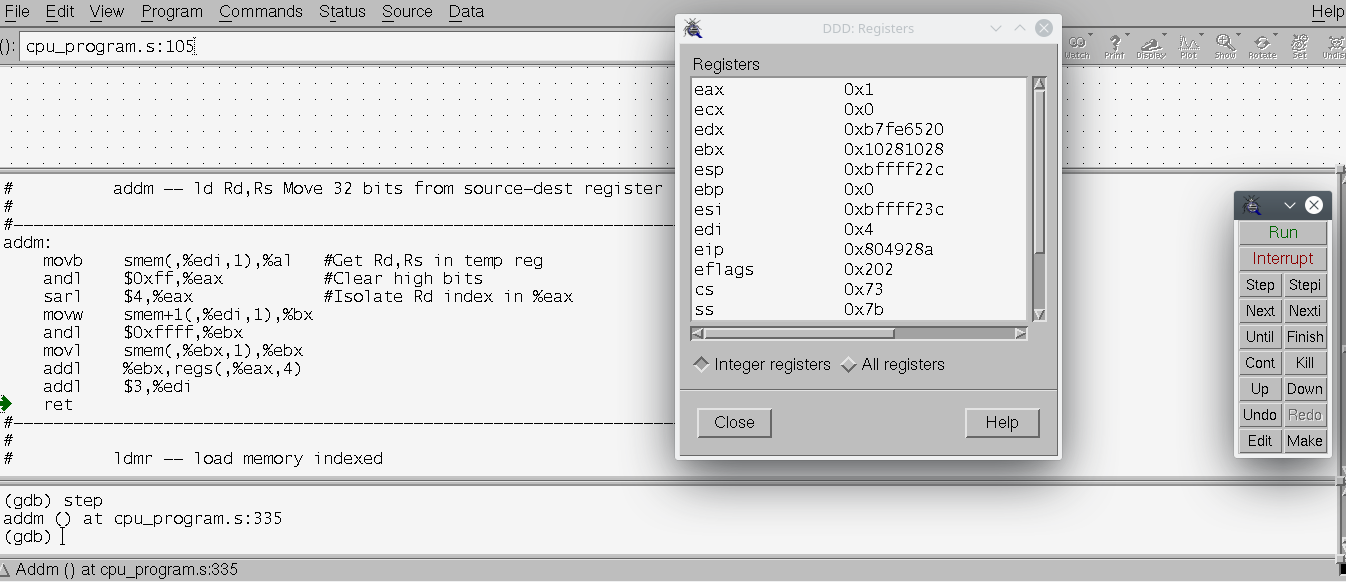 File Edit View Program Commands Status Source Data Help
(): cpu_program.s:105
Watch Print Display Plot Show Rotate Set Undisp
DDD: Registers
Registers
eax 0x1
ecx 0x0
edx 0xb7fe6520
ebx 0x10281028
esp 0xbffff22c
ebp 0x0
esi 0xbffff23c
edi 0x4
eip 0x804928a
eflags 0x202
cs 0x73
ss 0x7b
Integer registers All registers
Close Help
# addm -- ld Rd,Rs Move 32 bits from source-dest register
#
#------------------------------------------------------------------
addm:
movb smem(,%edi,1),%al #Get Rd,Rs in temp reg
andl $0xff,%eax #Clear high bits
sarl $4,%eax #Isolate Rd index in %eax
movw smem+1(,%edi,1),%bx
andl $0xffff,%ebx
movl smem(,%ebx,1),%ebx
addl %ebx,regs(,%eax,4)
addl $3,%edi
ret
#------------------------------------------------------------------
#
# ldmr -- load memory indexed
Run
Interrupt
Step Stepi
Next Nexti
Until Finish
Cont Kill
Up Down
Undo Redo
Edit Make
(gdb) step
addm () at cpu_program.s:335
(gdb)
Addm () at cpu_program.s:335